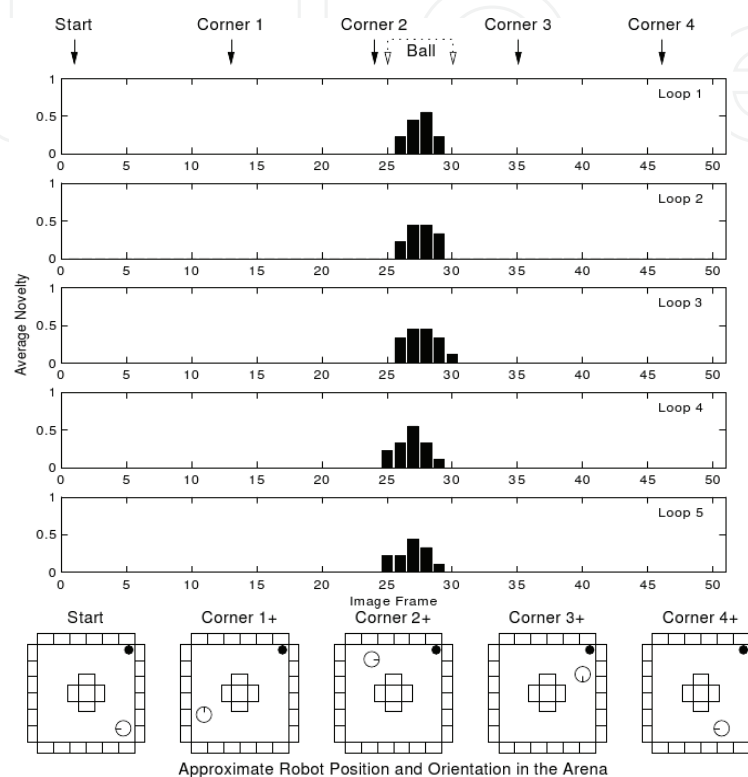 Start Corner 1 Corner 2 Corner 3 Corner 4
Ball
1
Loop 1
0.5
0
0 5 10 15 20 25 30 35 40 45 50
1
Loop 2
0.5
0
0 5 10 15 20 25 30 35 40 45 50
1
Loop 3
0.5
0
0 5 10 15 20 25 30 35 40 45 50
Average Novelty
1
Loop 4
0.5
0
0 5 10 15 20 25 30 35 40 45 50
1
Loop 5
0.5
0
0 5 10 15 20 25 30 35 40 45 50
Image Frame
Start Corner 1+ Corner 2+ Corner 3+ Corner 4+
Approximate Robot Position and Orientation in the Arena